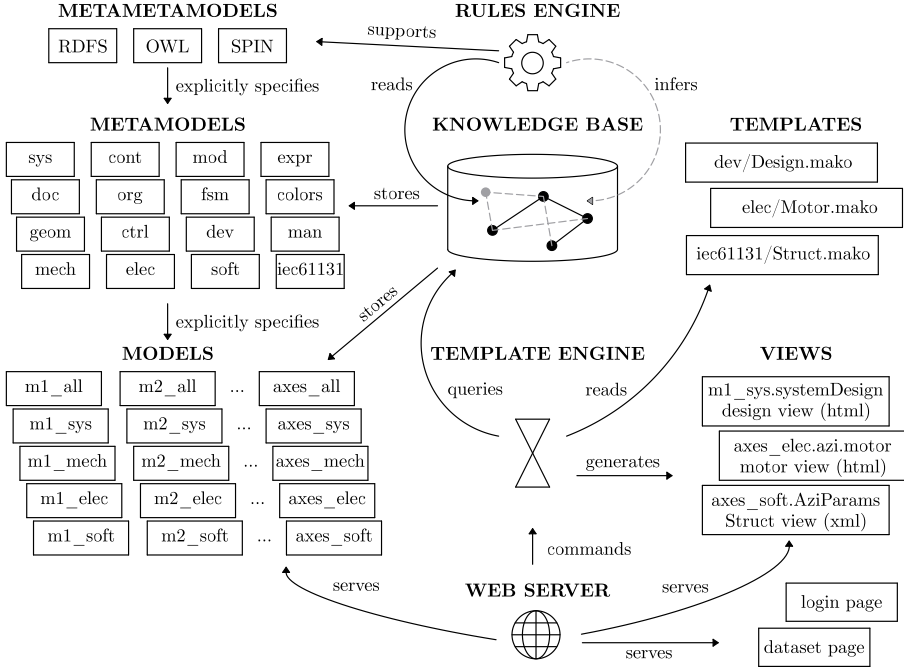 METAMETAMODELS
RULES ENGINE
RDFS
OWL
SPIN
supports
explicitly specifies
reads
infers
METAMODELS
KNOWLEDGE BASE
TEMPLATES
sys
cont
mod
expr
dev/Design.mako
doc
org
fsm
colors
stores
elec/Motor.mako
geom
ctrl
dev
man
iec61131/Struct.mako
mech
elec
soft
iec61131
stores
explicitly specifies
MODELS
TEMPLATE ENGINE
VIEWS
m1_all
m2_all
...
axes_all
queries
reads
m1_sys.systemDesign
design view (html)
m1_sys
m2_sys
...
axes_sys
axes_elec.azi.motor
motor view (html)
m1_mech
m2_mech
...
axes_mech
generates
m1_elec
m2_elec
...
axes_elec
axes_soft.AziParams
Struct view (xml)
m1_soft
m2_soft
...
axes_soft
commands
serves
WEB SERVER
serves
login page
serves
dataset page